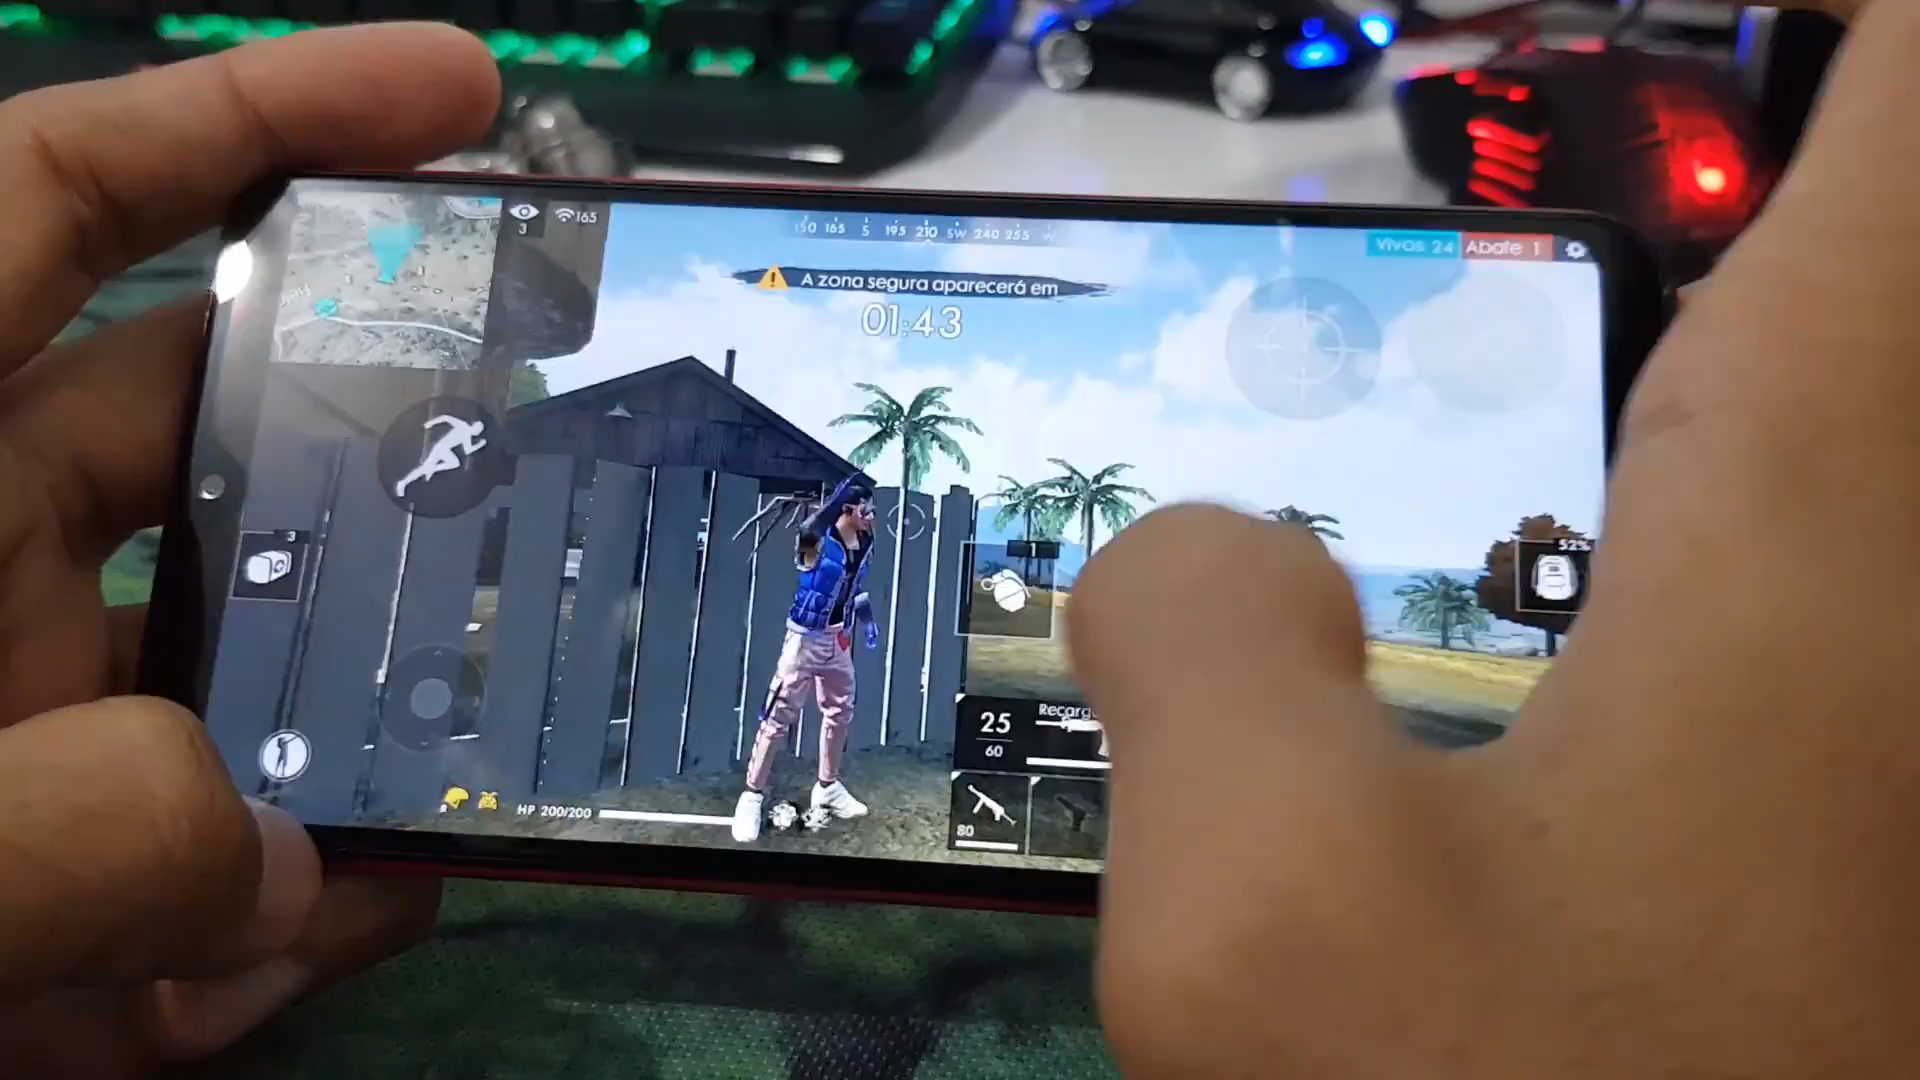 3
165
150 165 S 195 210 SW 240 255 W
Vivos 24 Abate 1
A zona segura aparecerá em
01:43
3
1
52%
25
60
HP 200/200
80